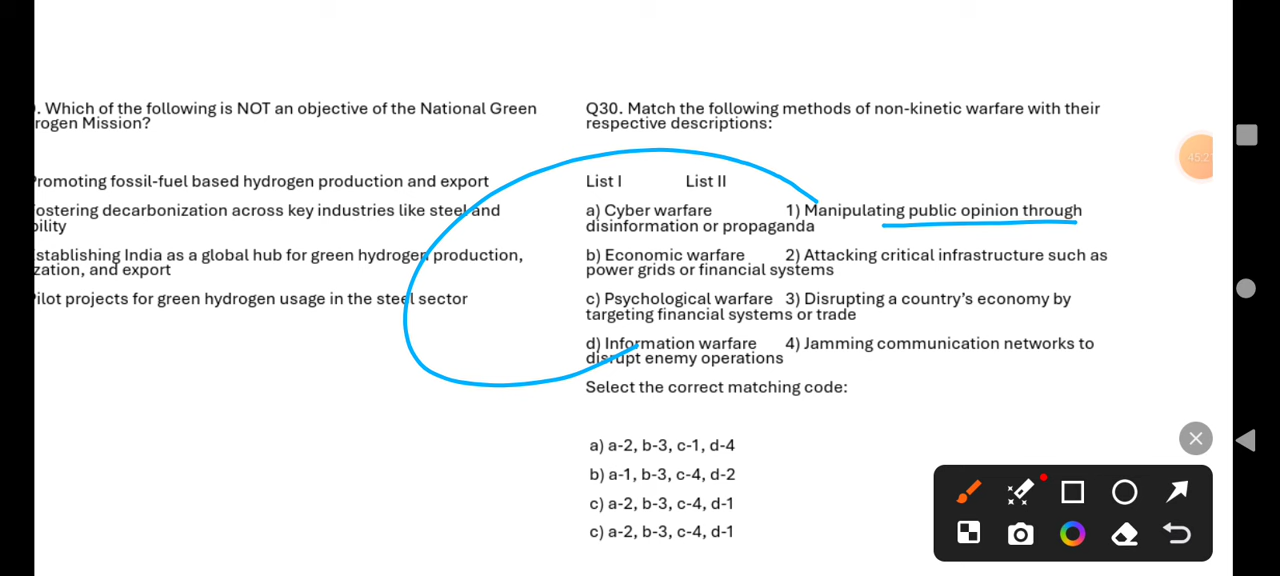 . Which of the following is NOT an objective of the National Green
rogen Mission?
Promoting fossil-fuel based hydrogen production and export
ostering decarbonization across key industries like steel and
bility
stablishing India as a global hub for green hydrogen production,
zation, and export
Pilot projects for green hydrogen usage in the steel sector
Q30. Match the following methods of non-kinetic warfare with their
respective descriptions:
List I List II
a) Cyber warfare 1) Manipulating public opinion through
disinformation or propaganda
b) Economic warfare 2) Attacking critical infrastructure such as
power grids or financial systems
c) Psychological warfare 3) Disrupting a country's economy by
targeting financial systems or trade
d) Information warfare 4) Jamming communication networks to
disrupt enemy operations
Select the correct matching code:
a) a-2, b-3, c-1, d-4
b) a-1, b-3, c-4, d-2
c) a-2, b-3, c-4, d-1
c) a-2, b-3, c-4, d-1